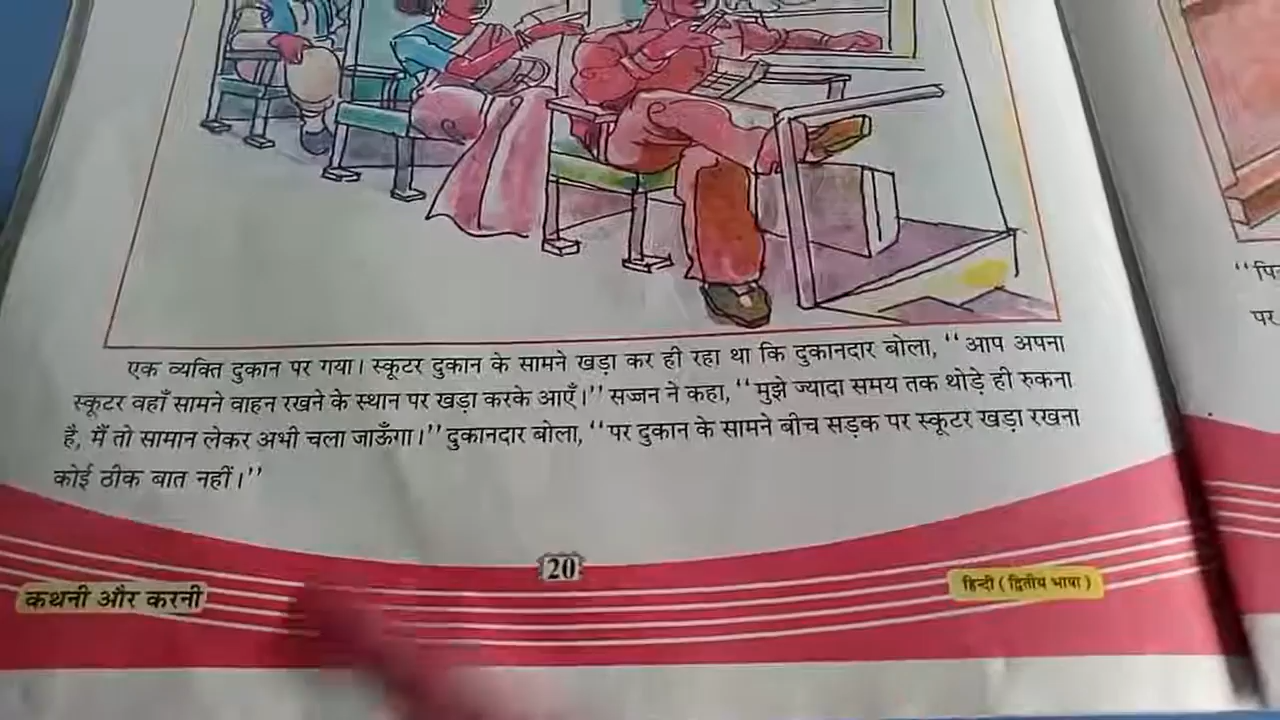 एक व्यक्ति दुकान पर गया। स्कूटर दुकान के सामने खड़ा कर ही रहा था कि दुकानदार बोला, ‘‘आप अपना
स्कूटर वहाँ सामने वाहन रखने के स्थान पर खड़ा करके आएँ।’’ सज्जन ने कहा, ‘‘मुझे ज्यादा समय तक थोड़े ही रुकना
है, मैं तो सामान लेकर अभी चला जाऊँगा।’’ दुकानदार बोला, ‘‘पर दुकान के सामने बीच सड़क पर स्कूटर खड़ा रखना
कोई ठीक बात नहीं।’’
20
कथनी और करनी
हिन्दी (द्वितीय भाषा)
पर